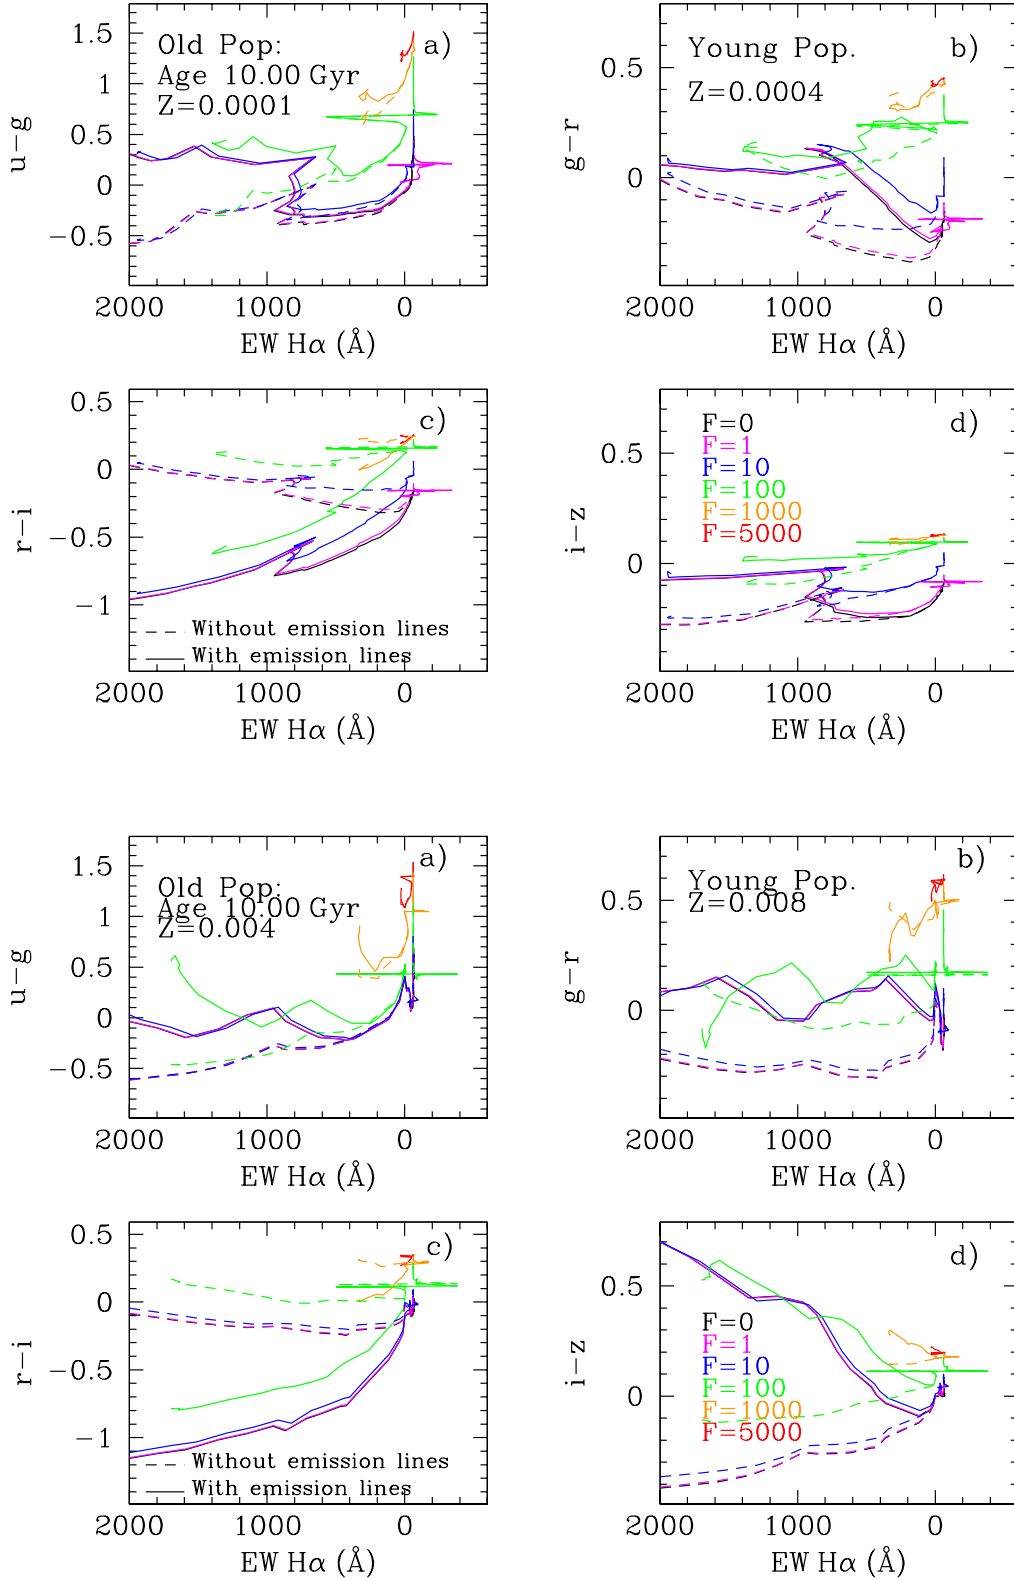 a)
Old Pop:
Age 10.00 Gyr
Z=0.0001
u−g
1.5
1
0.5
0
−0.5
2000 1000 0
EW Hα (Å)
b)
Young Pop.
Z=0.0004
g−r
0.5
0
2000 1000 0
EW Hα (Å)
c)
r−i
0.5
0
−0.5
−1
Without emission lines
With emission lines
2000 1000 0
EW Hα (Å)
d)
F=0
F=1
F=10
F=100
F=1000
F=5000
i−z
0.5
0
2000 1000 0
EW Hα (Å)
a)
Old Pop:
Age 10.00 Gyr
Z=0.004
u−g
1.5
1
0.5
0
−0.5
2000 1000 0
EW Hα (Å)
b)
Young Pop.
Z=0.008
g−r
0.5
0
2000 1000 0
EW Hα (Å)
c)
r−i
0.5
0
−0.5
−1
Without emission lines
With emission lines
2000 1000 0
EW Hα (Å)
d)
i−z
0.5
0
F=0
F=1
F=10
F=100
F=1000
F=5000
2000 1000 0
EW Hα (Å)